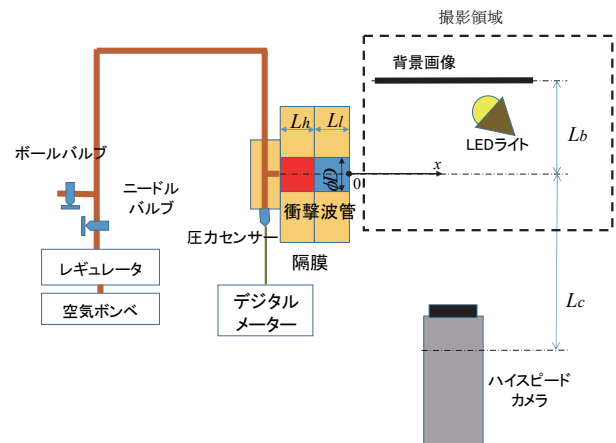 撮影領域
背景画像
LEDライト
Lb
Lh
Ll
ボールバルブ
ニードル
バルブ
ϕD
0
x
衝撃波管
圧力センサー
隔膜
レギュレータ
空気ボンベ
デジタル
メーター
Lc
ハイスピード
カメラ